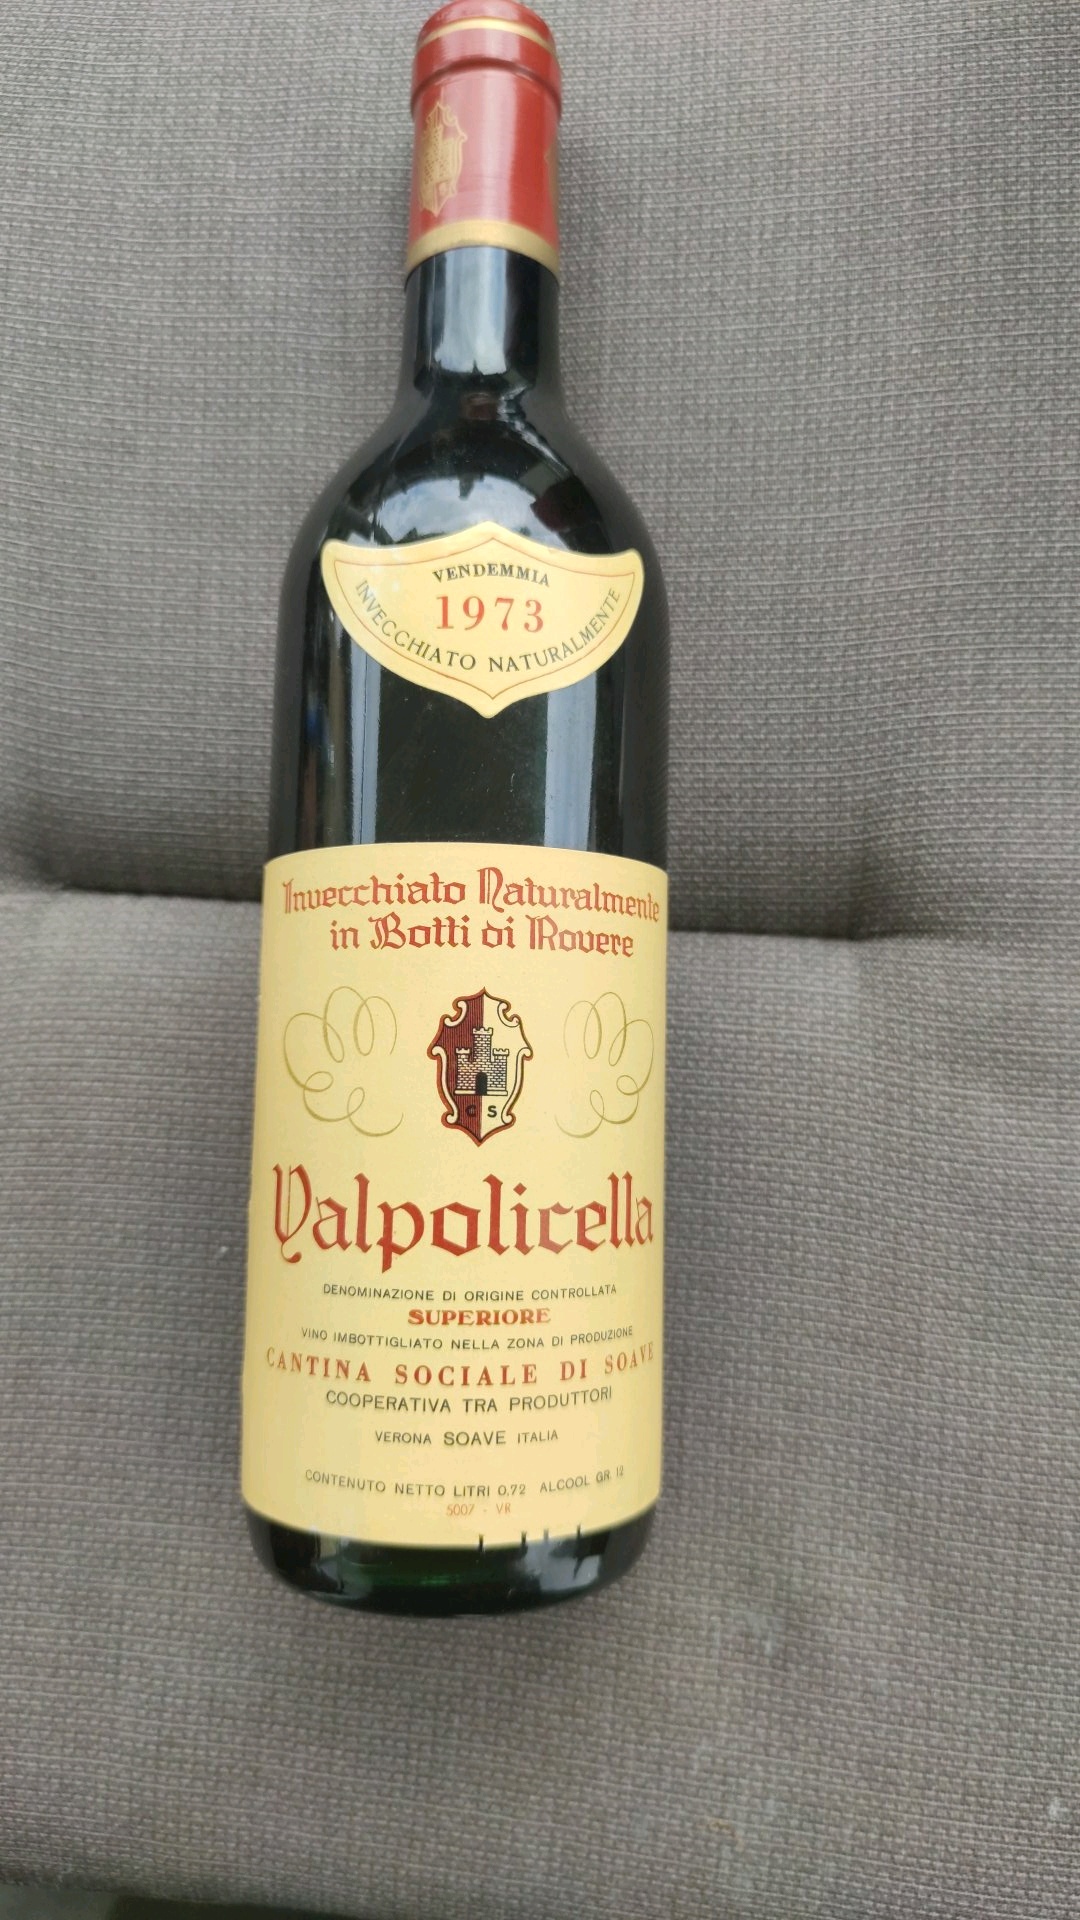 VENDEMMIA
1973
INVECCHIATO NATURALMENTE
Invecchiato Naturalmente
in Botti di Rovere
C S
Valpolicella
DENOMINAZIONE DI ORIGINE CONTROLLATA
SUPERIORE
VINO IMBOTTIGLIATO NELLA ZONA DI PRODUZIONE
CANTINA SOCIALE DI SOAVE
COOPERATIVA TRA PRODUTTORI
VERONA SOAVE ITALIA
CONTENUTO NETTO LITRI 0,72 ALCOOL GR. 12
5007 - VR